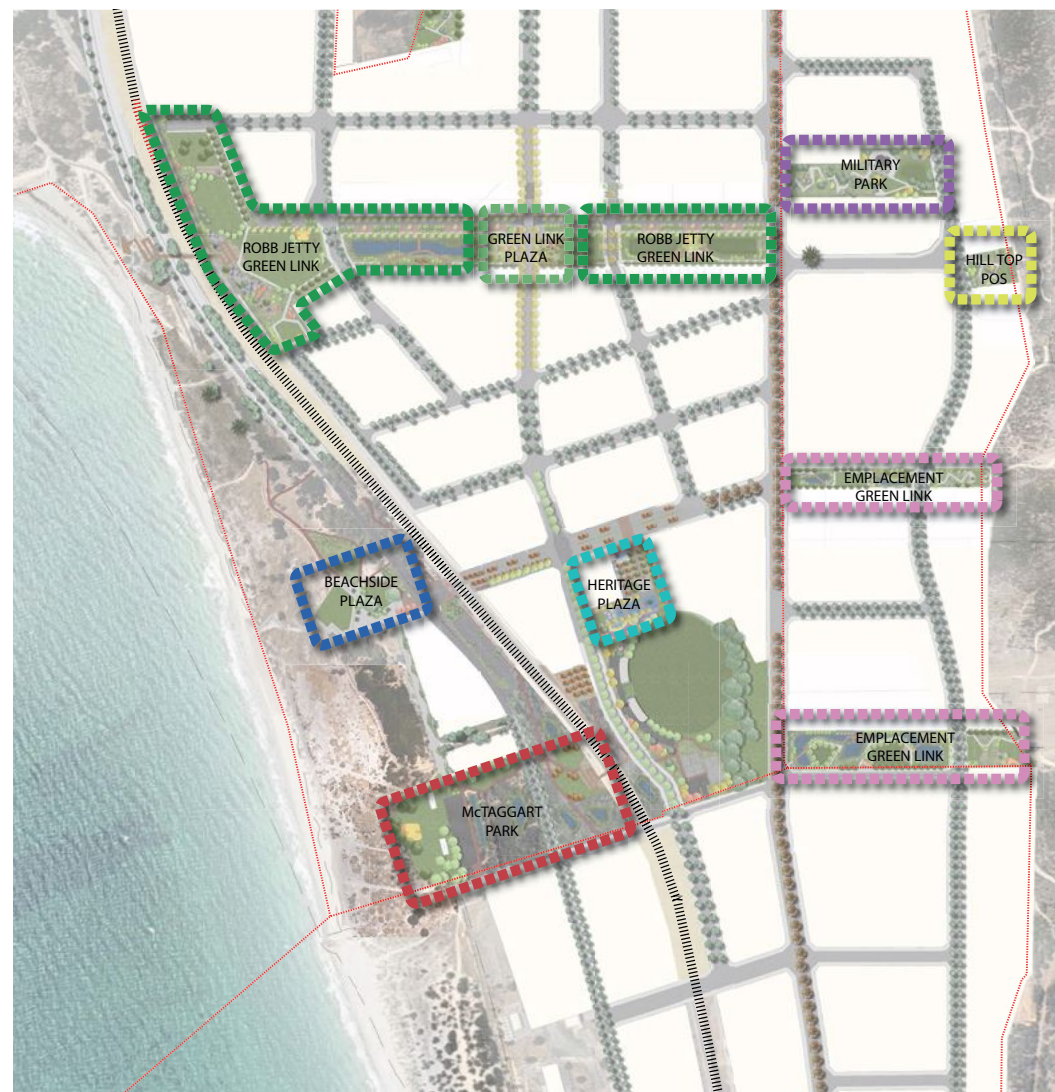 MILITARY
PARK
ROBB JETTY
GREEN LINK
GREEN LINK
PLAZA
ROBB JETTY
GREEN LINK
HILL TOP
POS
EMPLACEMENT
GREEN LINK
BEACHSIDE
PLAZA
HERITAGE
PLAZA
EMPLACEMENT
GREEN LINK
McTAGGART
PARK